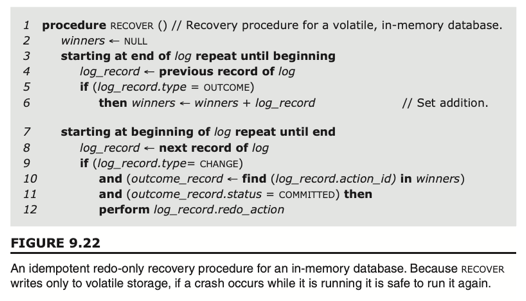 1 procedure RECOVER () // Recovery procedure for a volatile, in-memory database.
2 winners ← NULL
3 starting at end of log repeat until beginning
4 log_record ← previous record of log
5 if (log_record.type = OUTCOME)
6 then winners ← winners + log_record // Set addition.
7 starting at beginning of log repeat until end
8 log_record ← next record of log
9 if (log_record.type= CHANGE)
10 and (outcome_record ← find (log_record.action_id) in winners)
11 and (outcome_record.status = COMMITTED) then
12 perform log_record.redo_action
FIGURE 9.22
An idempotent redo-only recovery procedure for an in-memory database. Because RECOVER
writes only to volatile storage, if a crash occurs while it is running it is safe to run it again.